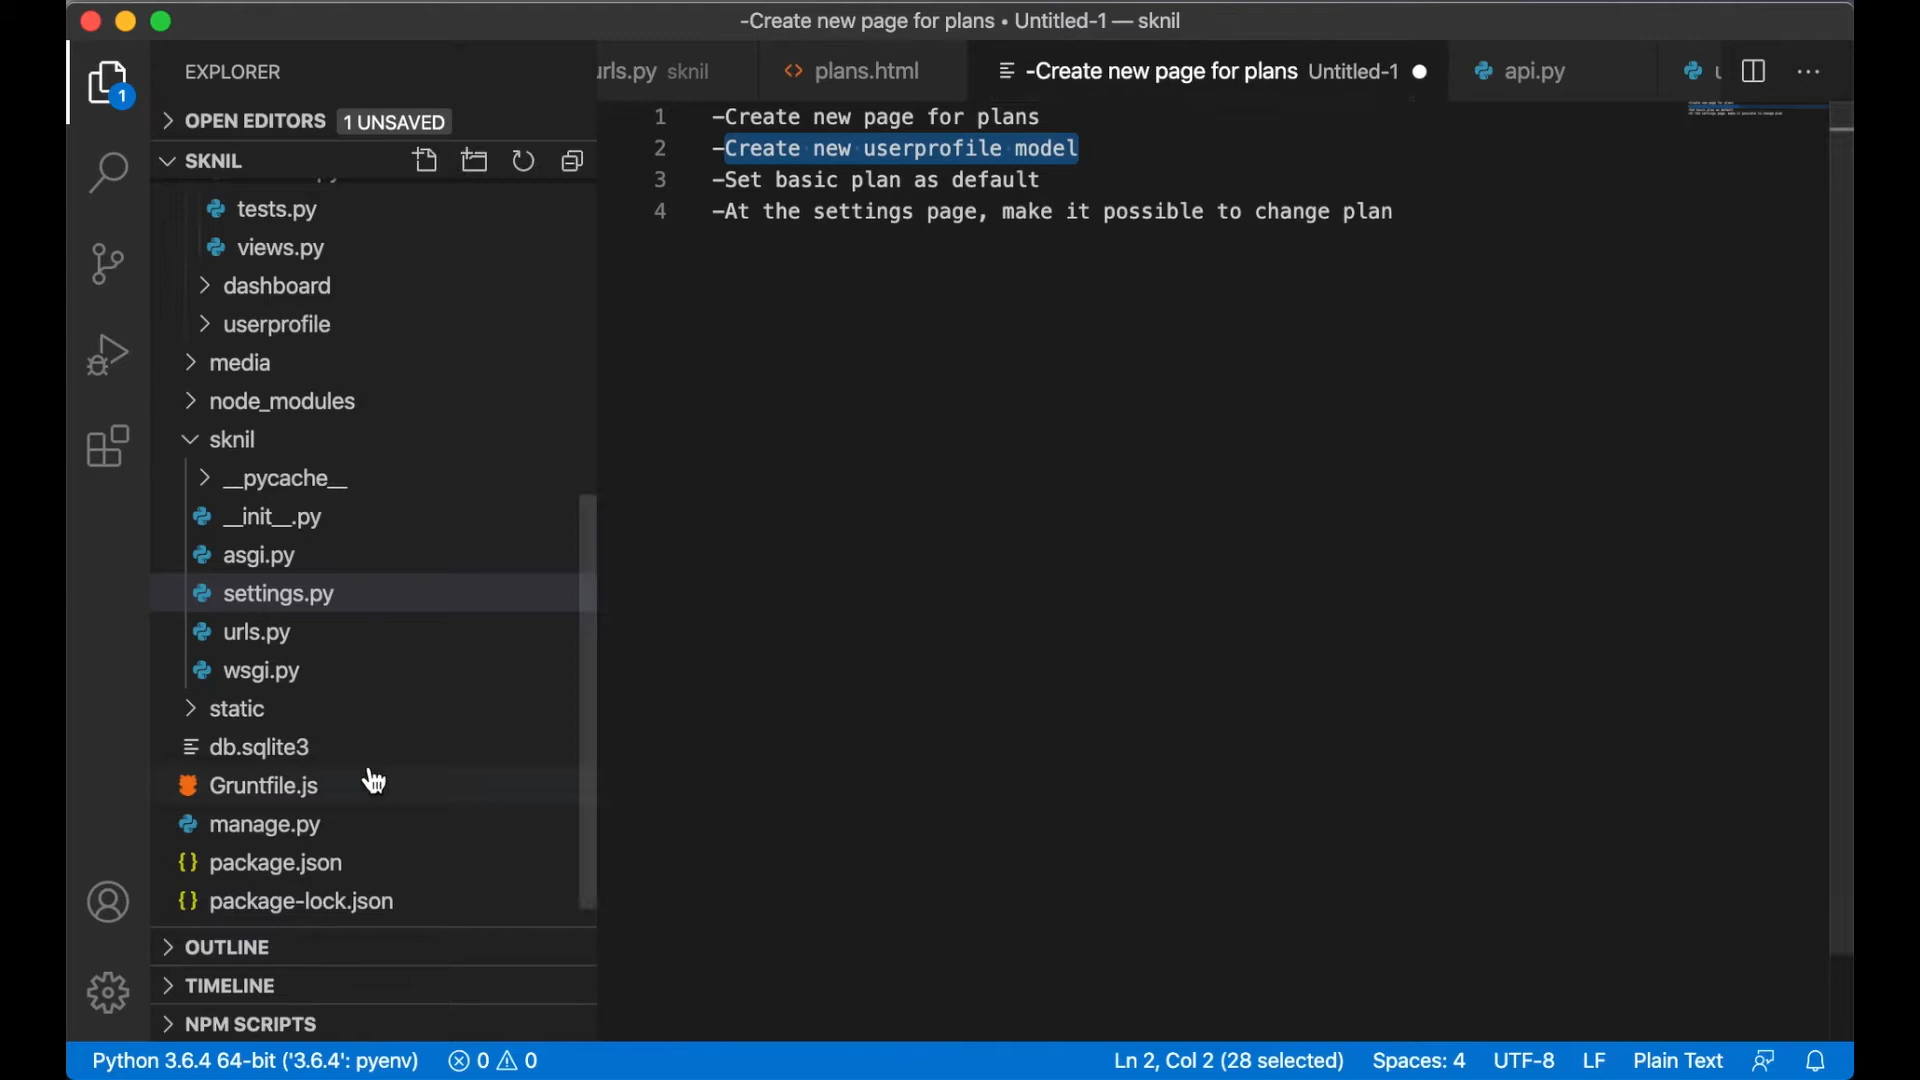 -Create new page for plans • Untitled-1 — sknil
EXPLORER
urls.py sknil
plans.html
-Create new page for plans Untitled-1
api.py
1
OPEN EDITORS 1 UNSAVED
SKNIL
tests.py
views.py
dashboard
userprofile
media
node_modules
sknil
__pycache__
__init__.py
asgi.py
settings.py
urls.py
wsgi.py
static
db.sqlite3
Gruntfile.js
manage.py
package.json
package-lock.json
OUTLINE
TIMELINE
NPM SCRIPTS
1 -Create new page for plans
2 -Create new userprofile model
3 -Set basic plan as default
4 -At the settings page, make it possible to change plan
Python 3.6.4 64-bit ('3.6.4': pyenv) 0 0 Ln 2, Col 2 (28 selected) Spaces: 4 UTF-8 LF Plain Text